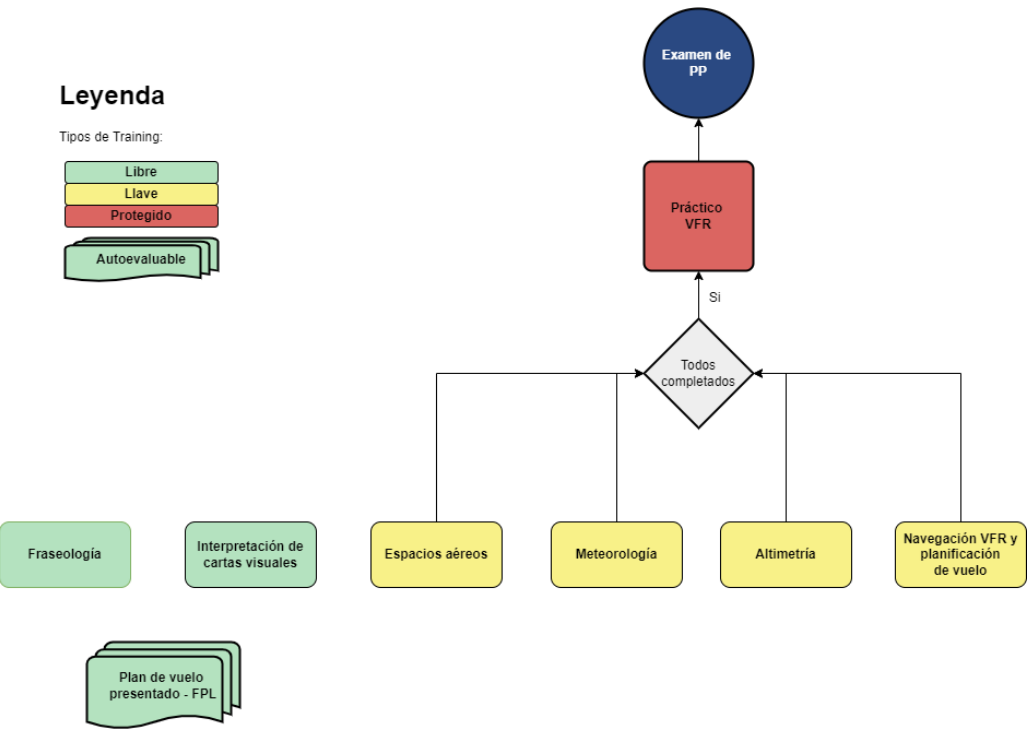 Examen de
PP
Leyenda
Tipos de Training:
Libre
Llave
Protegido
Autoevaluable
Práctico
VFR
Si
Todos
completados
Fraseología
Interpretación de
cartas visuales
Espacios aéreos
Meteorología
Altimetría
Navegación VFR y
planificación
de vuelo
Plan de vuelo
presentado - FPL